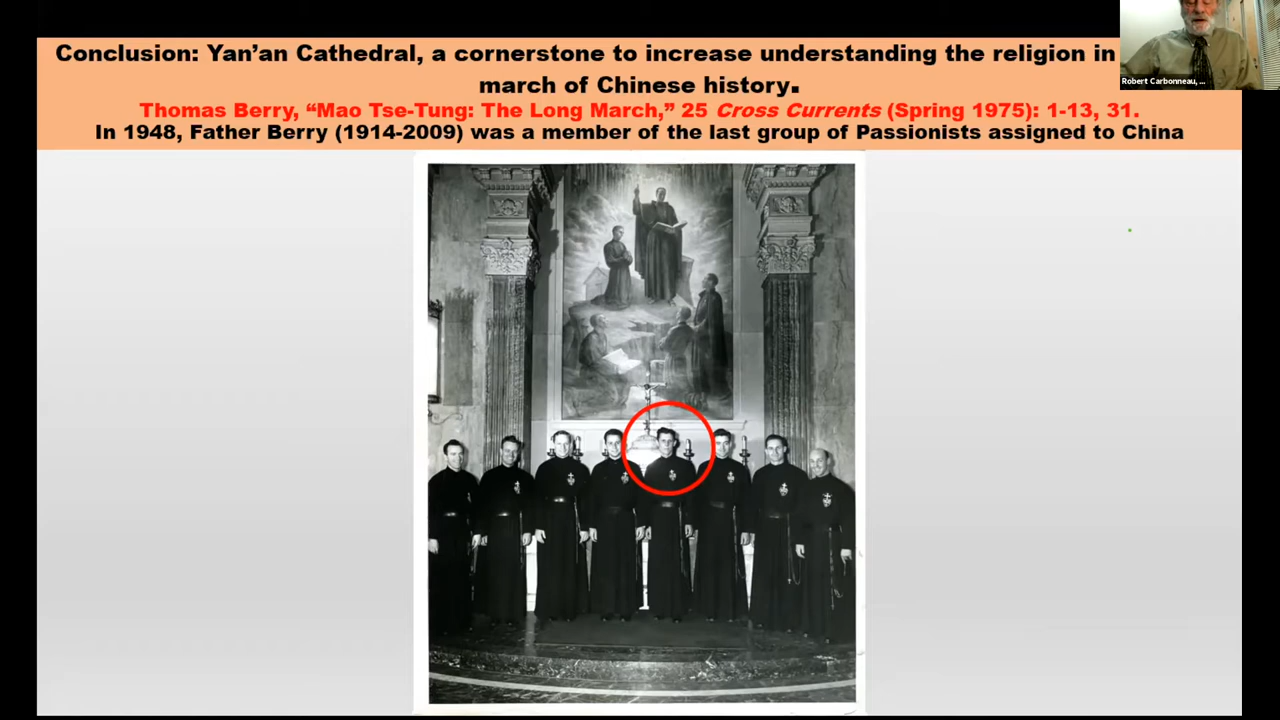 Conclusion: Yan’an Cathedral, a cornerstone to increase understanding the religion in
march of Chinese history.
Thomas Berry, “Mao Tse-Tung: The Long March,” 25 Cross Currents (Spring 1975): 1-13, 31.
In 1948, Father Berry (1914-2009) was a member of the last group of Passionists assigned to China
Robert Carbonneau, ...